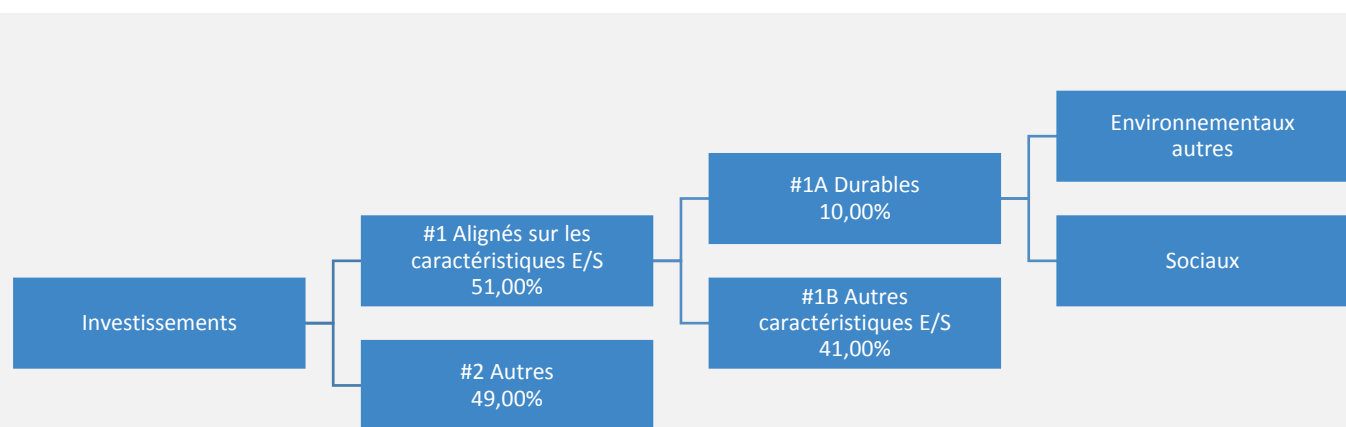 Investissements
#1 Alignés sur les
caractéristiques E/S
51,00%
#2 Autres
49,00%
#1A Durables
10,00%
#1B Autres
caractéristiques E/S
41,00%
Environnementaux
autres
Sociaux